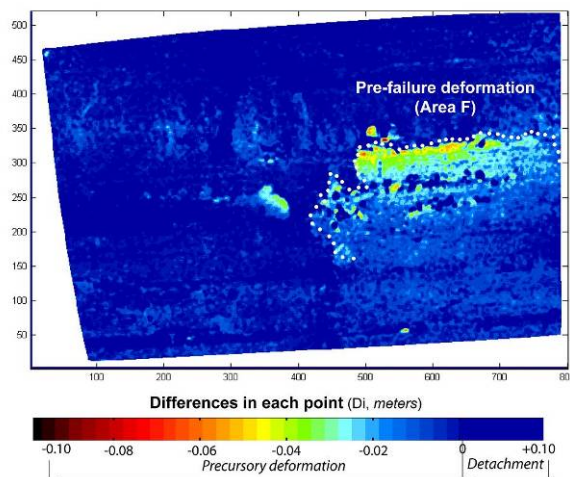 500
450
400
350
300
250
200
150
100
50
Pre-failure deformation
(Area F)
100 200 300 400 500 600 700 80
Differences in each point (Di, meters)
-0.10 -0.08 -0.06 -0.04 -0.02 0 +0.10
Precursory deformation Detachment